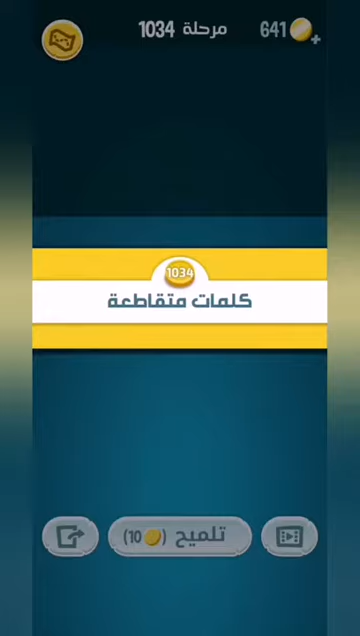 مرحلة 1034
641
1034
كلمات متقاطعة
تلميح (10)